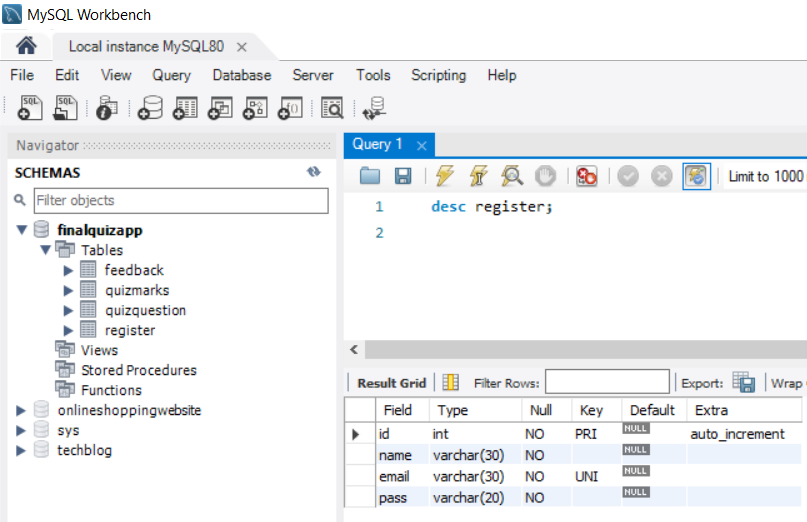 MySQL Workbench
Local instance MySQL80 ×
File Edit View Query Database Server Tools Scripting Help
SQL SQL
Navigator
Query 1 ×
SCHEMAS
Limit to 1000
Filter objects
1 desc register;
2
finalquizapp
Tables
feedback
quizmarks
quizquestion
register
Views
Stored Procedures
Functions
onlineshoppingwebsite
sys
techblog
Result Grid Filter Rows: Export: Wrap
Field Type Null Key Default Extra
id int NO PRI NULL auto_increment
name varchar(30) NO NULL
email varchar(30) NO UNI NULL
pass varchar(20) NO NULL